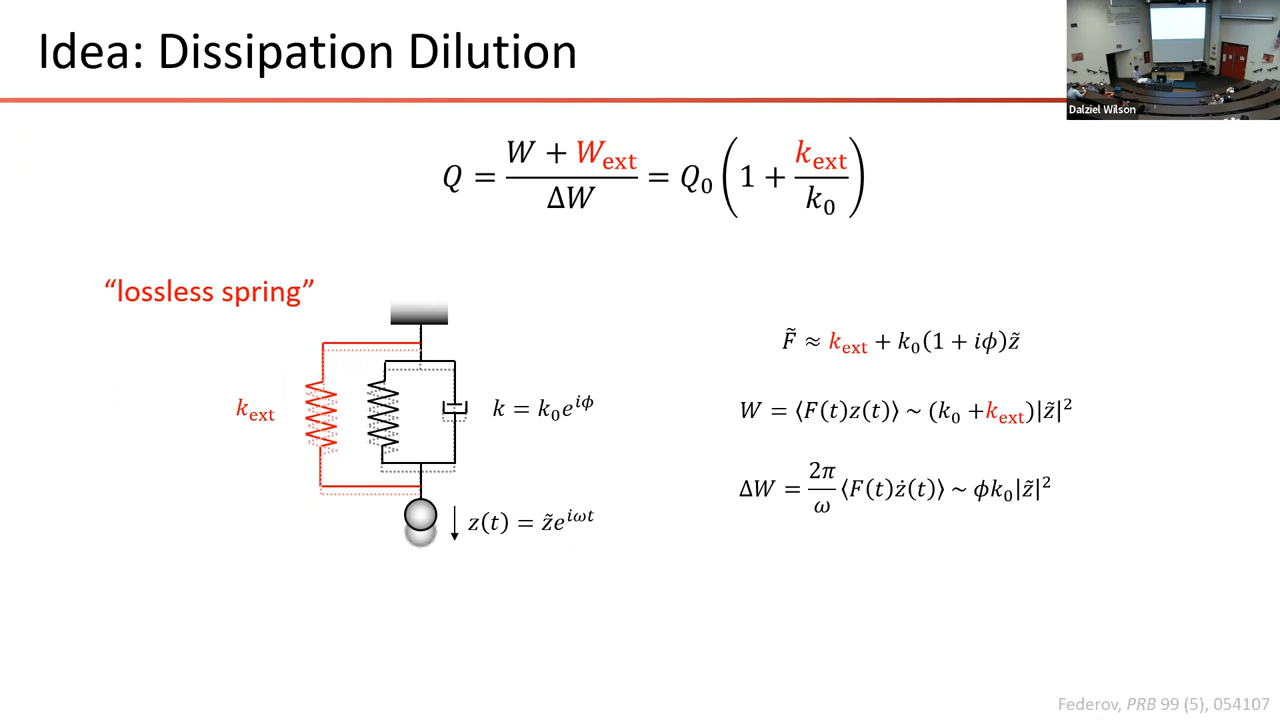 Idea: Dissipation Dilution
Dalziel Wilson
Q = (W + W_ext)/ΔW = Q₀(1 + k_ext/k₀)
“lossless spring”
k_ext
k = k₀e^{iϕ}
z(t) = z̃e^{iωt}
F̃ ≈ k_ext + k₀(1 + iϕ)z̃
W = ⟨F(t)z(t)⟩ ~ (k₀ + k_ext)|z̃|²
ΔW = 2π/ω ⟨F(t)ż(t)⟩ ~ ϕk₀|z̃|²
Federov, PRB 99 (5), 054107